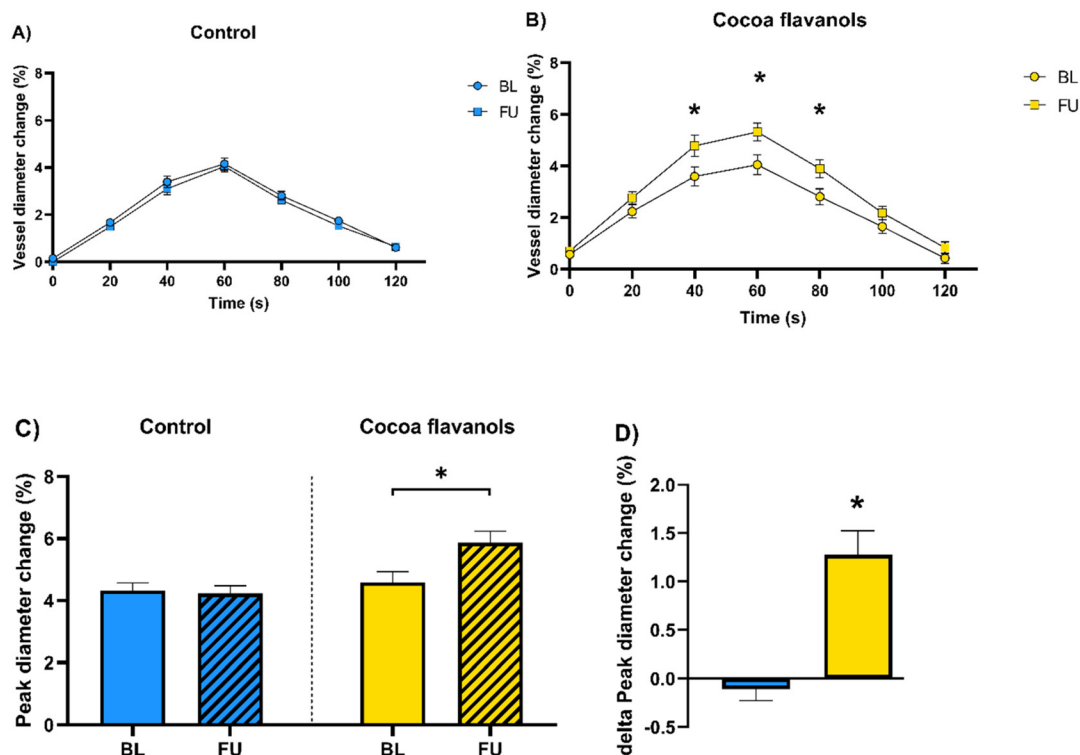 A)
Control
Vessel diameter change (%)
8
6
4
2
0
0 20 40 60 80 100 120
Time (s)
BL
FU
B)
Cocoa flavanols
Vessel diameter change (%)
8
6
4
2
0
* * *
0 20 40 60 80 100 120
Time (s)
BL
FU
C)
Control
Cocoa flavanols
Peak diameter change (%)
8
6
4
2
0
*
BL FU BL FU
D)
delta Peak diameter change (%)
2.0
1.5
1.0
0.5
0.0
-0.5
*